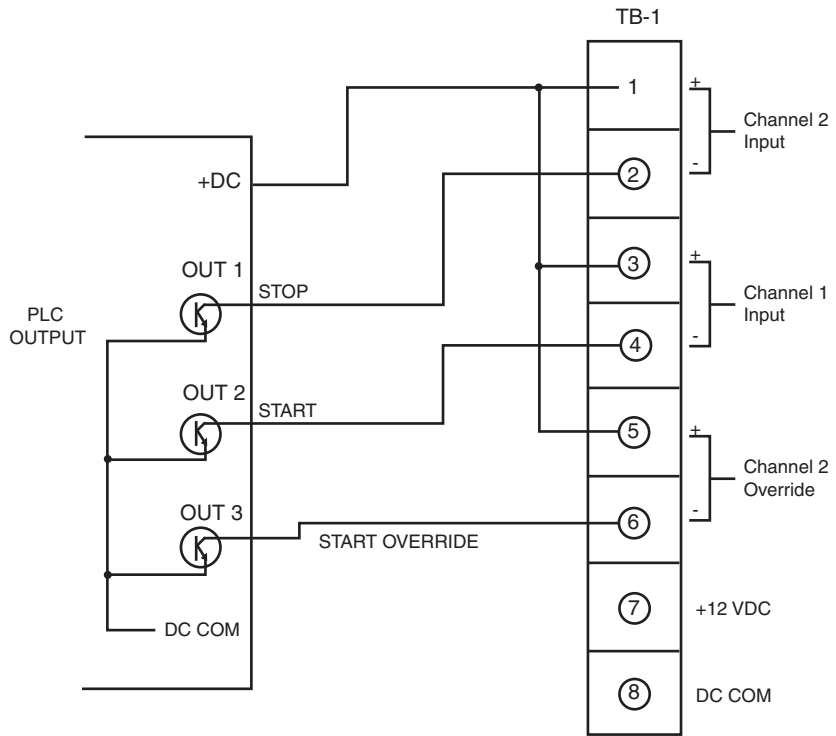 TB-1
1
+
Channel 2
Input
-
2
3
+
Channel 1
Input
-
4
5
+
Channel 2
Override
-
6
7
+12 VDC
8
DC COM
+DC
OUT 1
STOP
PLC
OUTPUT
OUT 2
START
OUT 3
START OVERRIDE
DC COM